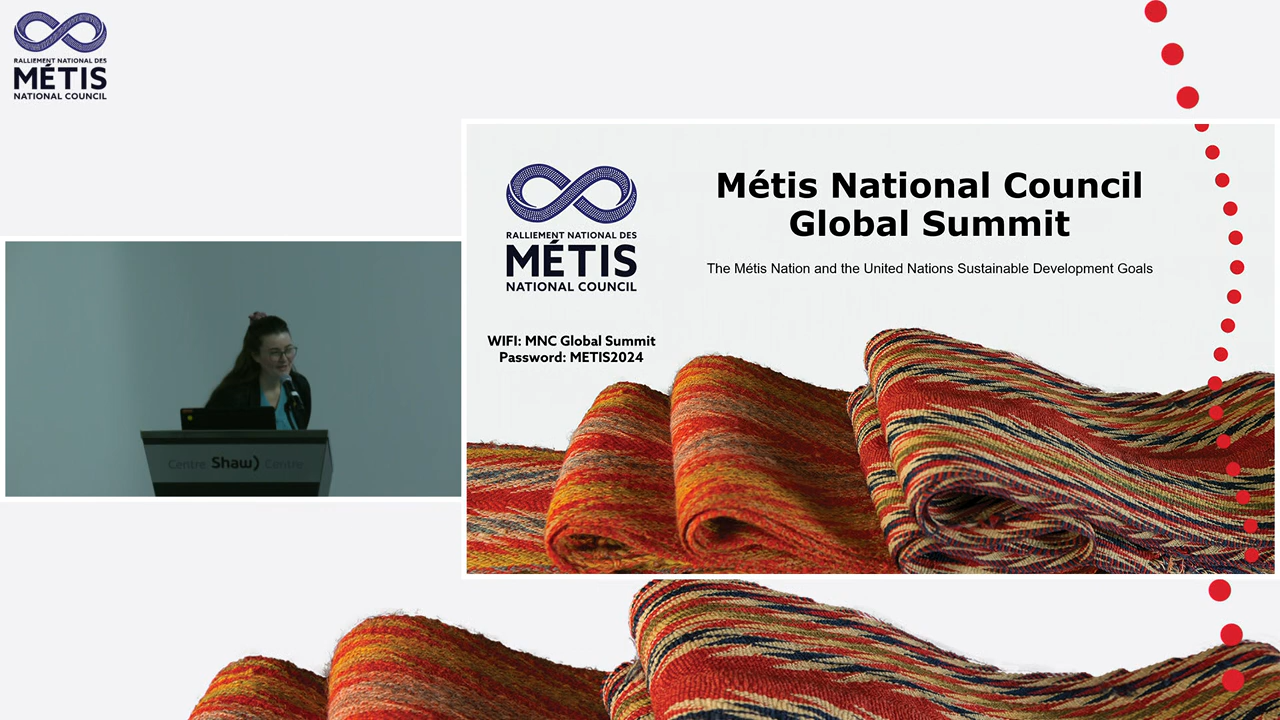 RALLIEMENT NATIONAL DES
MÉTIS
NATIONAL COUNCIL
RALLIEMENT NATIONAL DES
MÉTIS
NATIONAL COUNCIL
Métis National Council
Global Summit
The Métis Nation and the United Nations Sustainable Development Goals
WIFI: MNC Global Summit
Password: METIS2024
Centre Shaw) Centre